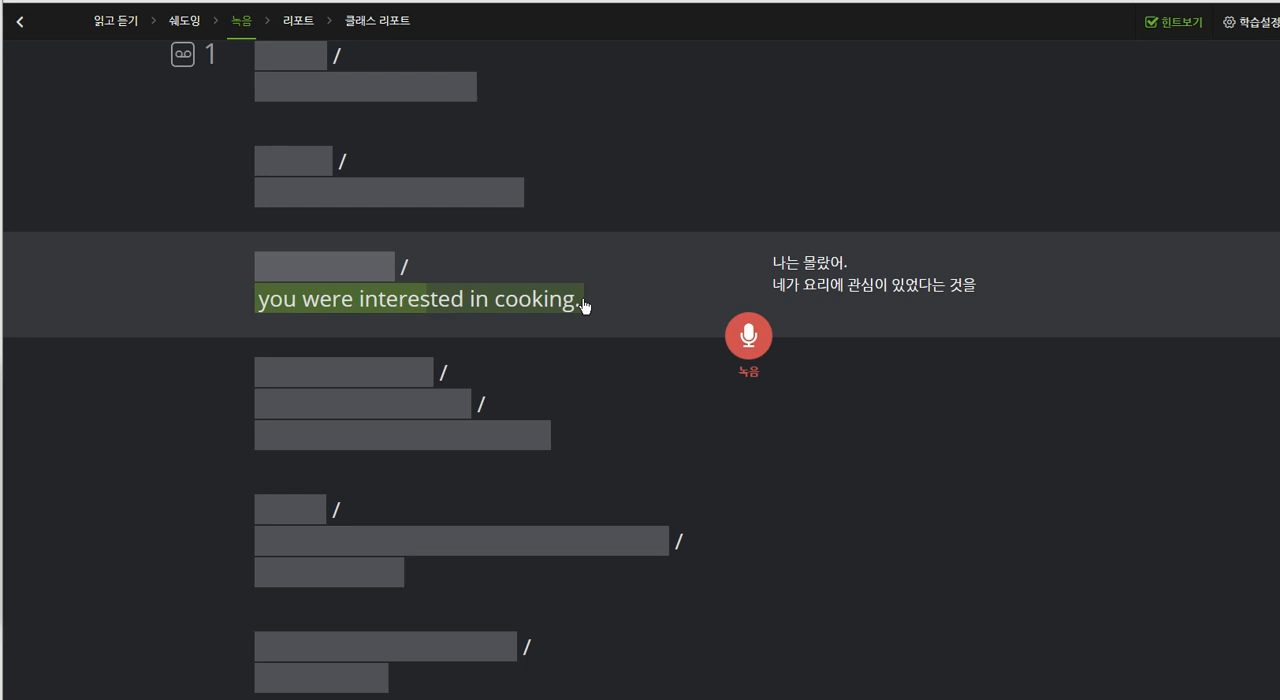 읽고 듣기 > 쉐도잉 > 녹음 > 리포트 > 클래스 리포트
힌트보기 학습설정
1
/
/
/
you were interested in cooking.
나는 몰랐어.
네가 요리에 관심이 있었다는 것을
녹음
/
/
/
/
/